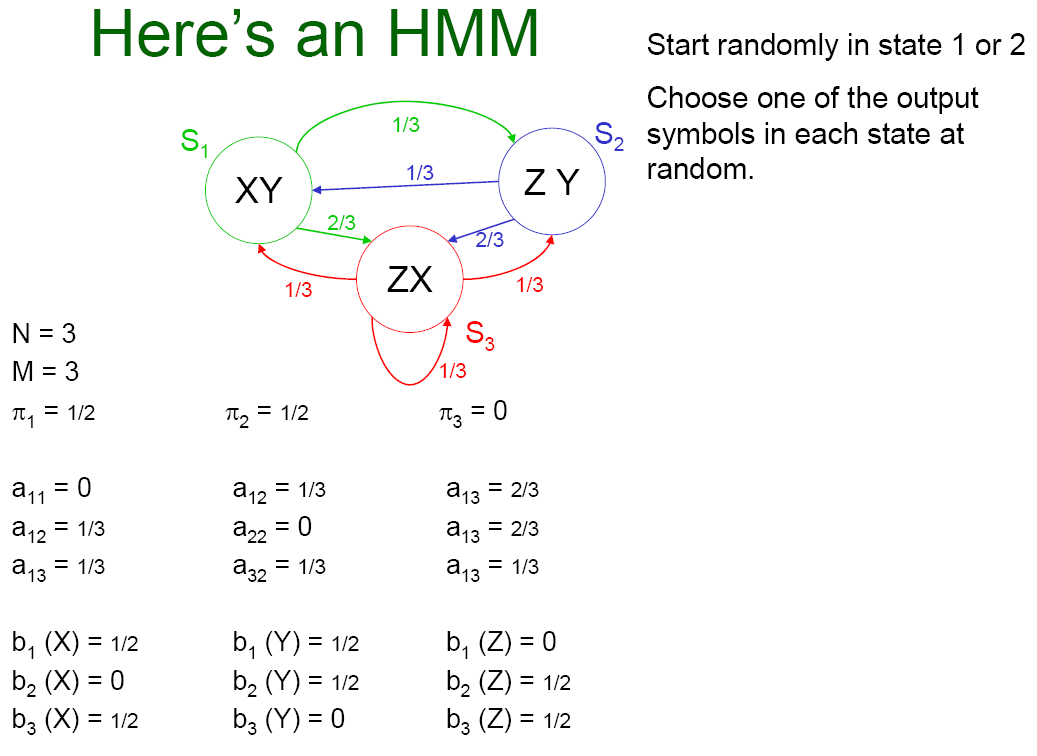 Here's an HMM
Start randomly in state 1 or 2
Choose one of the output
symbols in each state at
random.
S1
1/3
S2
XY
1/3
Z Y
2/3
2/3
ZX
1/3
1/3
S3
1/3
N = 3
M = 3
π1 = 1/2 π2 = 1/2 π3 = 0
a11 = 0 a12 = 1/3 a13 = 2/3
a12 = 1/3 a22 = 0 a13 = 2/3
a13 = 1/3 a32 = 1/3 a13 = 1/3
b1 (X) = 1/2 b1 (Y) = 1/2 b1 (Z) = 0
b2 (X) = 0 b2 (Y) = 1/2 b2 (Z) = 1/2
b3 (X) = 1/2 b3 (Y) = 0 b3 (Z) = 1/2